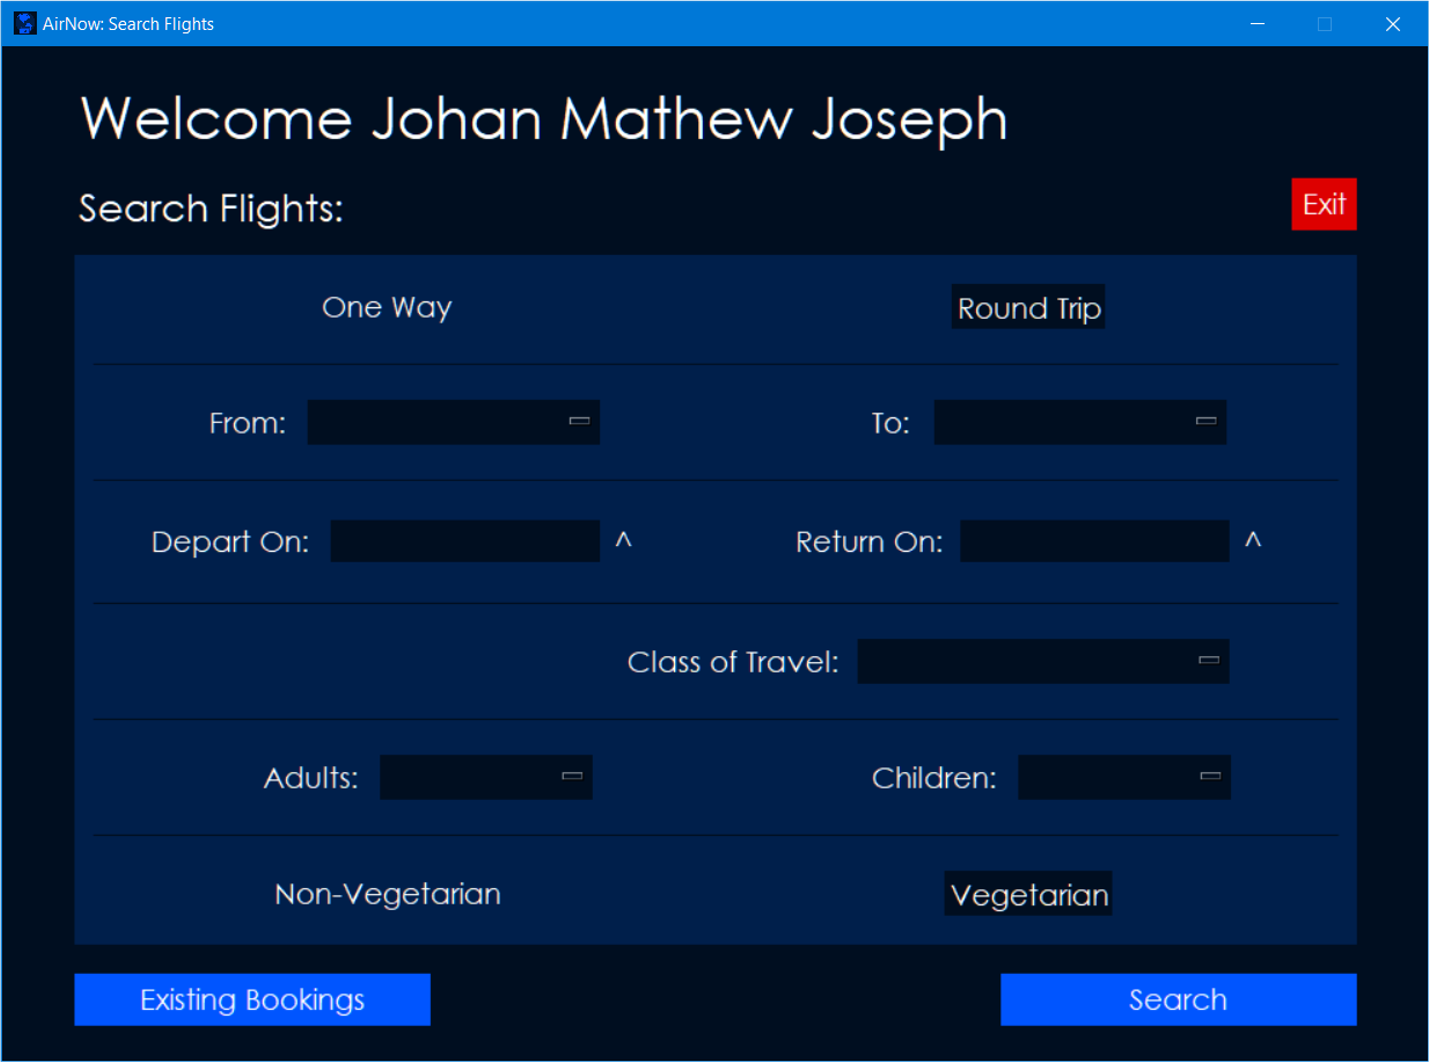 AirNow: Search Flights
Welcome Johan Mathew Joseph
Search Flights:
Exit
One Way
Round Trip
From:
To:
Depart On:
^
Return On:
^
Class of Travel:
Adults:
Children:
Non-Vegetarian
Vegetarian
Existing Bookings
Search